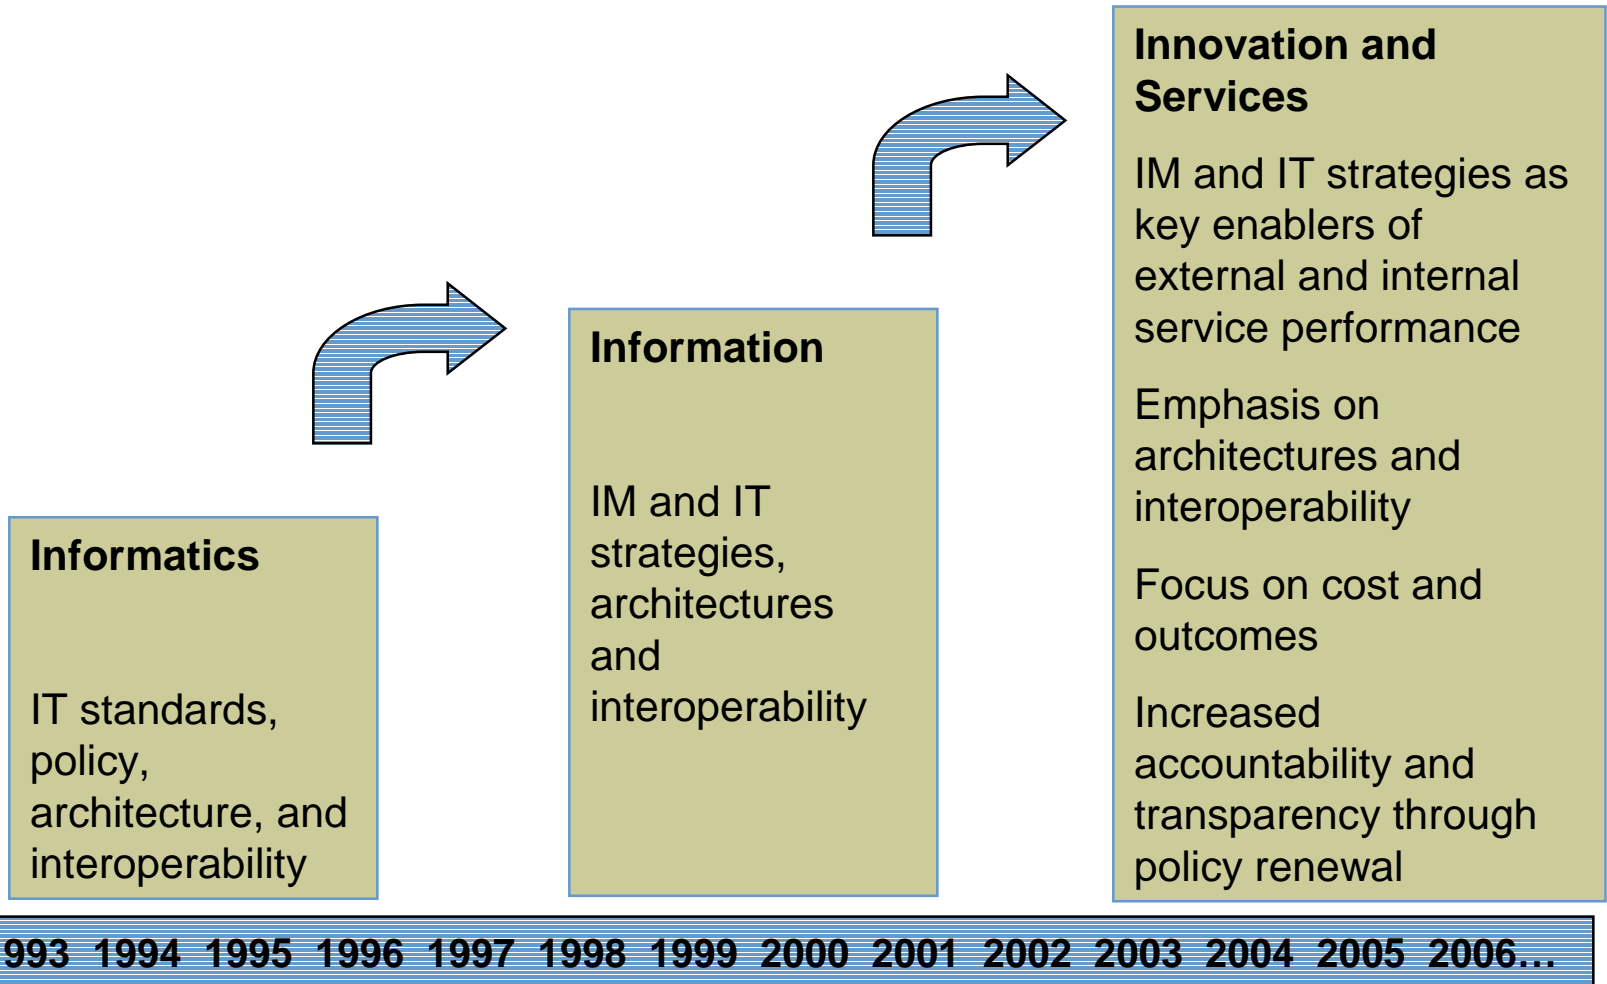 Informatics
IT standards,
policy,
architecture, and
interoperability
Information
IM and IT
strategies,
architectures
and
interoperability
Innovation and
Services
IM and IT strategies as
key enablers of
external and internal
service performance
Emphasis on
architectures and
interoperability
Focus on cost and
outcomes
Increased
accountability and
transparency through
policy renewal
993 1994 1995 1996 1997 1998 1999 2000 2001 2002 2003 2004 2005 2006…